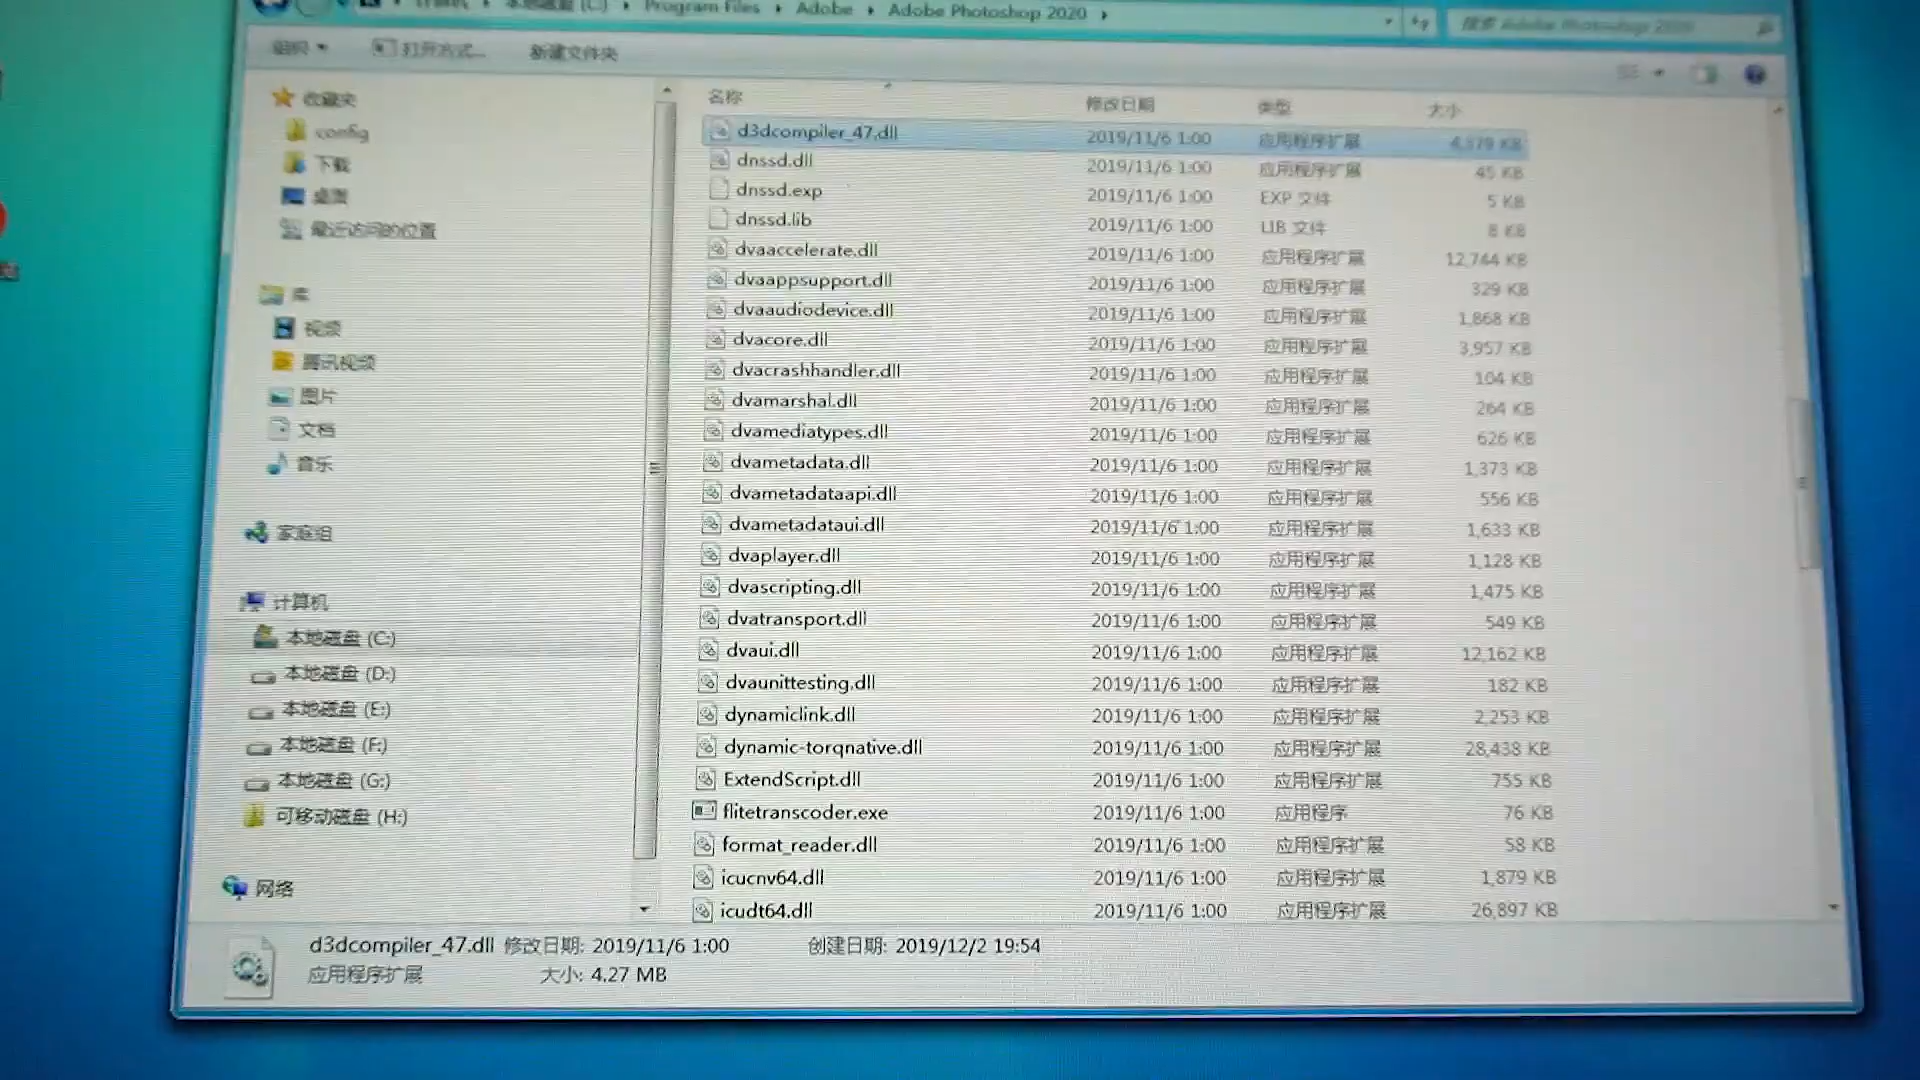 计算机 ▸ 本地磁盘 (C:) ▸ Program Files ▸ Adobe ▸ Adobe Photoshop 2020 ▸
搜索 Adobe Photoshop 2020
组织 打开方式... 新建文件夹
收藏夹
config
下载
桌面
最近访问的位置
库
视频
腾讯视频
图片
文档
音乐
家庭组
计算机
本地磁盘 (C:)
本地磁盘 (D:)
本地磁盘 (E:)
本地磁盘 (F:)
本地磁盘 (G:)
可移动磁盘 (H:)
网络
名称 修改日期 类型 大小
d3dcompiler_47.dll 2019/11/6 1:00 应用程序扩展 4,379 KB
dnssd.dll 2019/11/6 1:00 应用程序扩展 45 KB
dnssd.exp 2019/11/6 1:00 EXP 文件 5 KB
dnssd.lib 2019/11/6 1:00 LIB 文件 8 KB
dvaaccelerate.dll 2019/11/6 1:00 应用程序扩展 12,744 KB
dvaappsupport.dll 2019/11/6 1:00 应用程序扩展 329 KB
dvaaudiodevice.dll 2019/11/6 1:00 应用程序扩展 1,868 KB
dvacore.dll 2019/11/6 1:00 应用程序扩展 3,957 KB
dvacrashhandler.dll 2019/11/6 1:00 应用程序扩展 104 KB
dvamarshal.dll 2019/11/6 1:00 应用程序扩展 264 KB
dvamediatypes.dll 2019/11/6 1:00 应用程序扩展 626 KB
dvametadata.dll 2019/11/6 1:00 应用程序扩展 1,373 KB
dvametadataapi.dll 2019/11/6 1:00 应用程序扩展 556 KB
dvametadataui.dll 2019/11/6 1:00 应用程序扩展 1,633 KB
dvaplayer.dll 2019/11/6 1:00 应用程序扩展 1,128 KB
dvascripting.dll 2019/11/6 1:00 应用程序扩展 1,475 KB
dvatransport.dll 2019/11/6 1:00 应用程序扩展 549 KB
dvaui.dll 2019/11/6 1:00 应用程序扩展 12,162 KB
dvaunittesting.dll 2019/11/6 1:00 应用程序扩展 182 KB
dynamiclink.dll 2019/11/6 1:00 应用程序扩展 2,253 KB
dynamic-torqnative.dll 2019/11/6 1:00 应用程序扩展 28,438 KB
ExtendScript.dll 2019/11/6 1:00 应用程序扩展 755 KB
flitetranscoder.exe 2019/11/6 1:00 应用程序 76 KB
format_reader.dll 2019/11/6 1:00 应用程序扩展 58 KB
icucnv64.dll 2019/11/6 1:00 应用程序扩展 1,879 KB
icudt64.dll 2019/11/6 1:00 应用程序扩展 26,897 KB
d3dcompiler_47.dll 修改日期: 2019/11/6 1:00 创建日期: 2019/12/2 19:54
应用程序扩展 大小: 4.27 MB